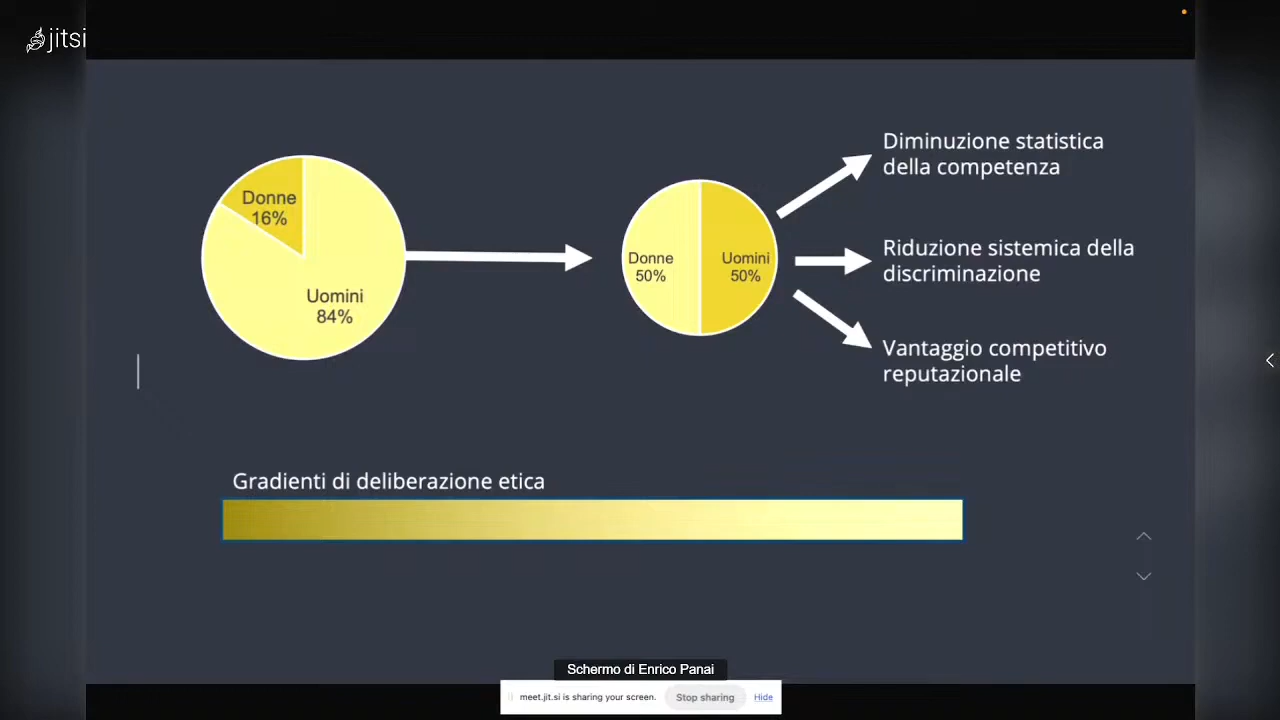 jitsi
Donne
16%
Uomini
84%
Donne
50%
Uomini
50%
Diminuzione statistica
della competenza
Riduzione sistemica della
discriminazione
Vantaggio competitivo
reputazionale
Gradienti di deliberazione etica
Schermo di Enrico Panai
meet.jit.si is sharing your screen.
Stop sharing
Hide